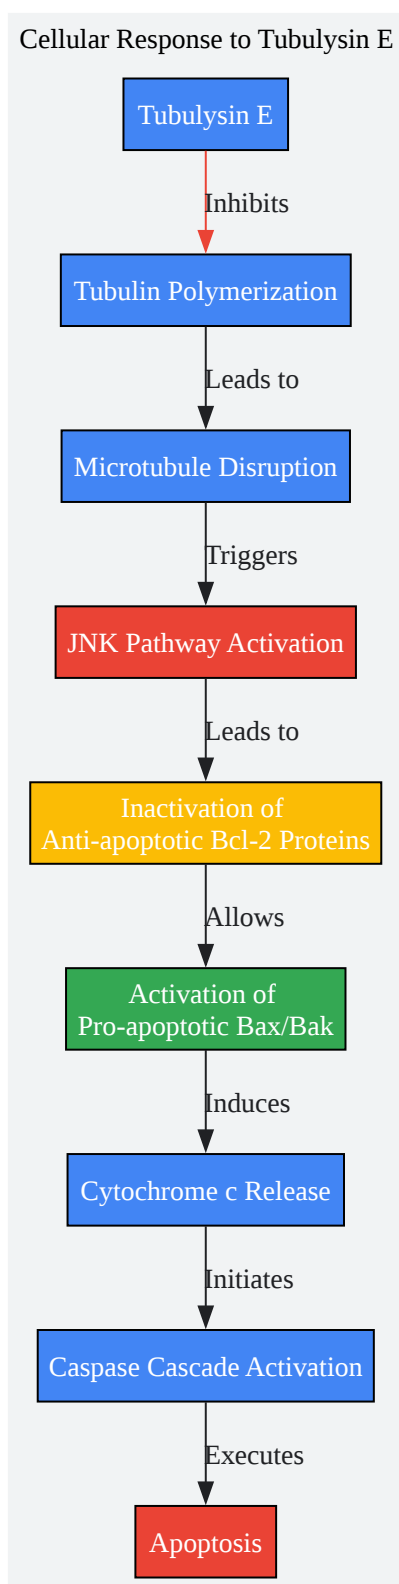 Cellular Response to Tubulysin E
Tubulysin E
Inhibits
Tubulin Polymerization
Leads to
Microtubule Disruption
Triggers
JNK Pathway Activation
Leads to
Inactivation of
Anti-apoptotic Bcl-2 Proteins
Allows
Activation of
Pro-apoptotic Bax/Bak
Induces
Cytochrome c Release
Initiates
Caspase Cascade Activation
Executes
Apoptosis